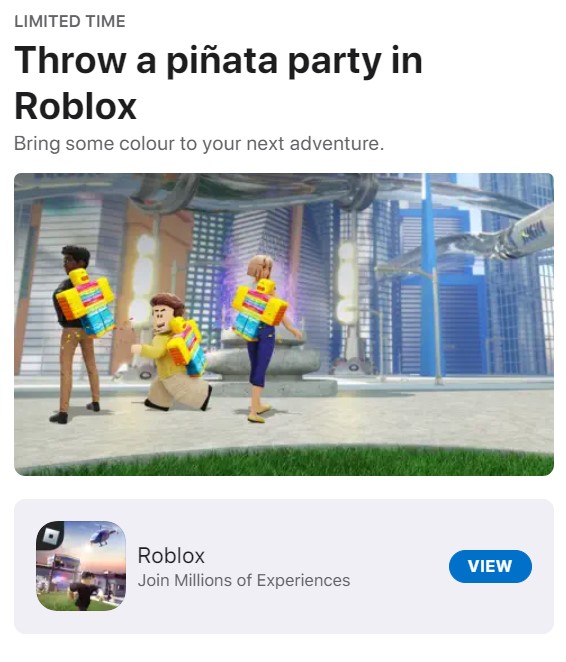 LIMITED TIME
Throw a piñata party in
Roblox
Bring some colour to your next adventure.
Roblox
Join Millions of Experiences
VIEW